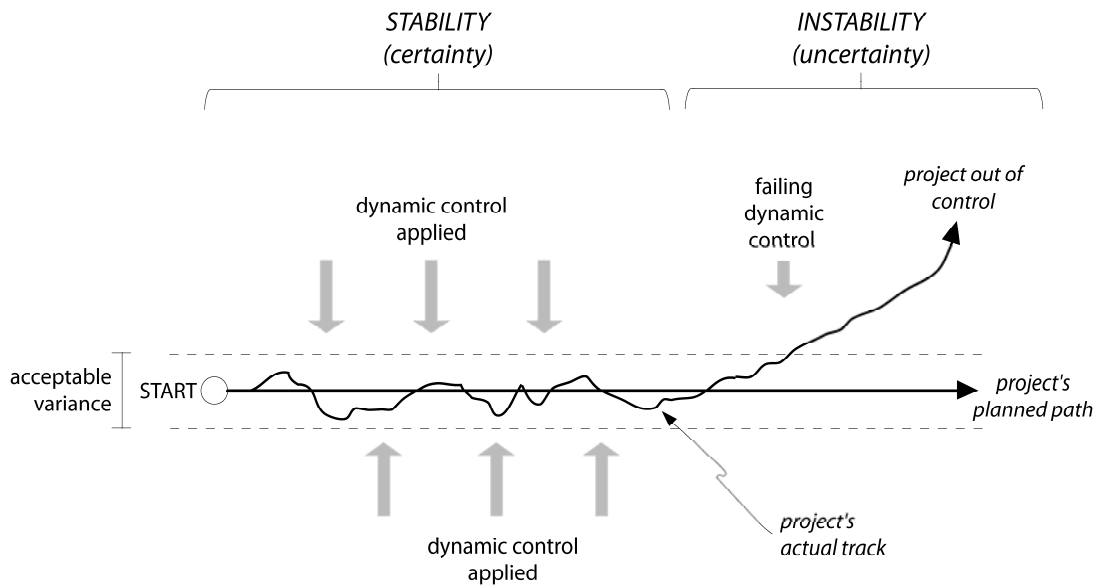 STABILITY
(certainty)
INSTABILITY
(uncertainty)
dynamic control
applied
failing
dynamic
control
project out of
control
acceptable
variance
START
project's
planned path
dynamic control
applied
project's
actual track